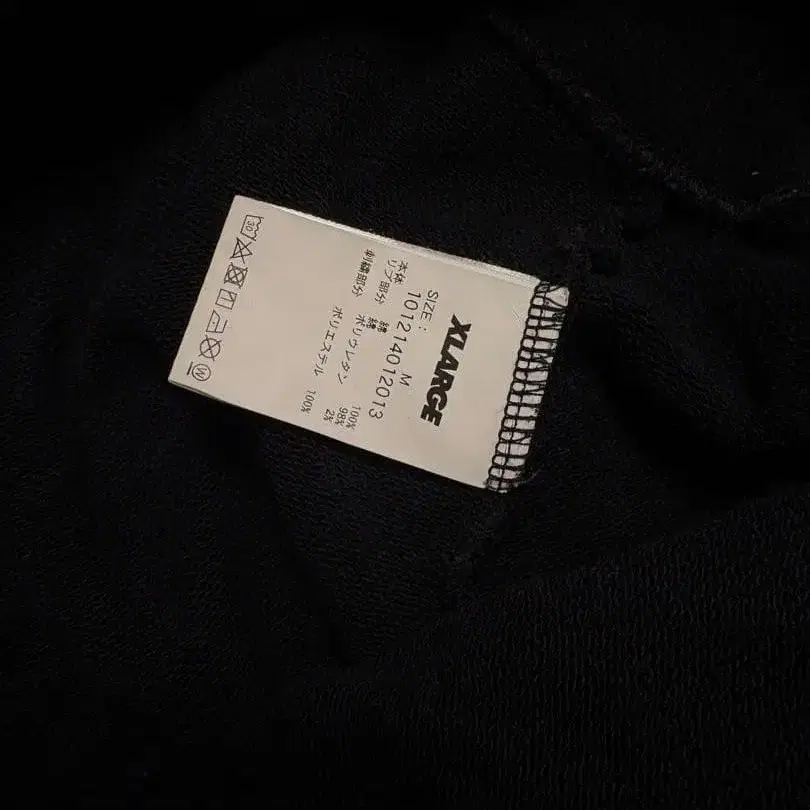 XLARGE
SIZE: M
101214012013
本体 綿 100%
リブ部分 綿 98%
ポリウレタン 2%
刺繍部分 ポリエステル 100%
30
W